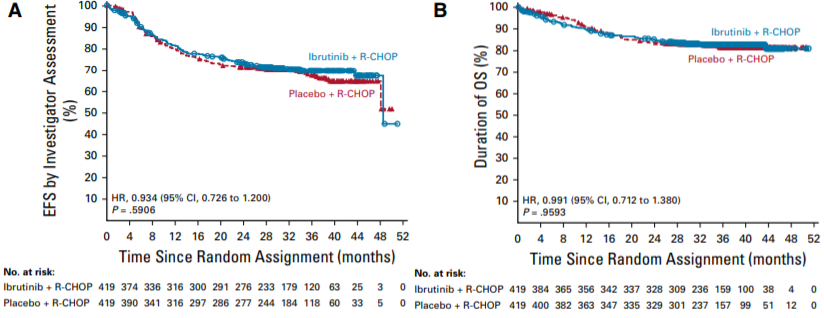 A
EFS by Investigator Assessment
(%)
100
90
80
70
60
50
40
30
20
10
Ibrutinib + R-CHOP
Placebo + R-CHOP
HR, 0.934 (95% CI, 0.726 to 1.200)
P = .5906
0 4 8 12 16 20 24 28 32 36 40 44 48 52
Time Since Random Assignment (months)
No. at risk:
Ibrutinib + R-CHOP 419 374 336 316 300 291 276 233 179 120 63 25 3 0
Placebo + R-CHOP 419 390 341 316 297 286 277 244 184 118 60 33 5 0
B
Duration of OS (%)
100
90
80
70
60
50
40
30
20
10
Ibrutinib + R-CHOP
Placebo + R-CHOP
HR, 0.991 (95% CI, 0.712 to 1.380)
P = .9593
0 4 8 12 16 20 24 28 32 36 40 44 48 52
Time Since Random Assignment (months)
No. at risk:
Ibrutinib + R-CHOP 419 384 365 356 342 337 328 309 236 159 100 38 4 0
Placebo + R-CHOP 419 400 382 363 347 335 329 301 237 157 99 51 12 0